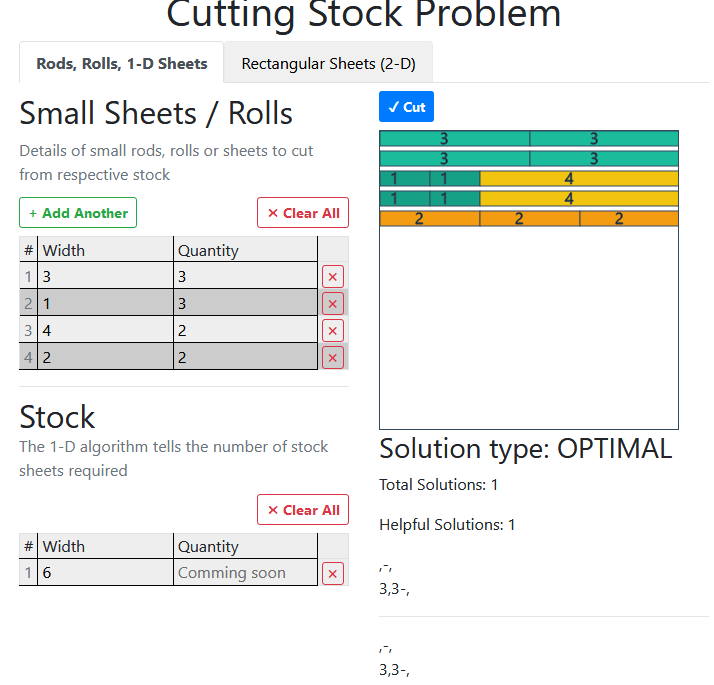 Cutting Stock Problem
Rods, Rolls, 1-D Sheets
Rectangular Sheets (2-D)
Small Sheets / Rolls
Details of small rods, rolls or sheets to cut
from respective stock
+ Add Another
× Clear All
# Width Quantity
1 3 3 ×
2 1 3 ×
3 4 2 ×
4 2 2 ×
Stock
The 1-D algorithm tells the number of stock
sheets required
× Clear All
# Width Quantity
1 6 Comming soon ×
✓ Cut
3 3
3 3
1 1 4
1 1 4
2 2 2
Solution type: OPTIMAL
Total Solutions: 1
Helpful Solutions: 1
,-,
3,3-,
,-,
3,3-,